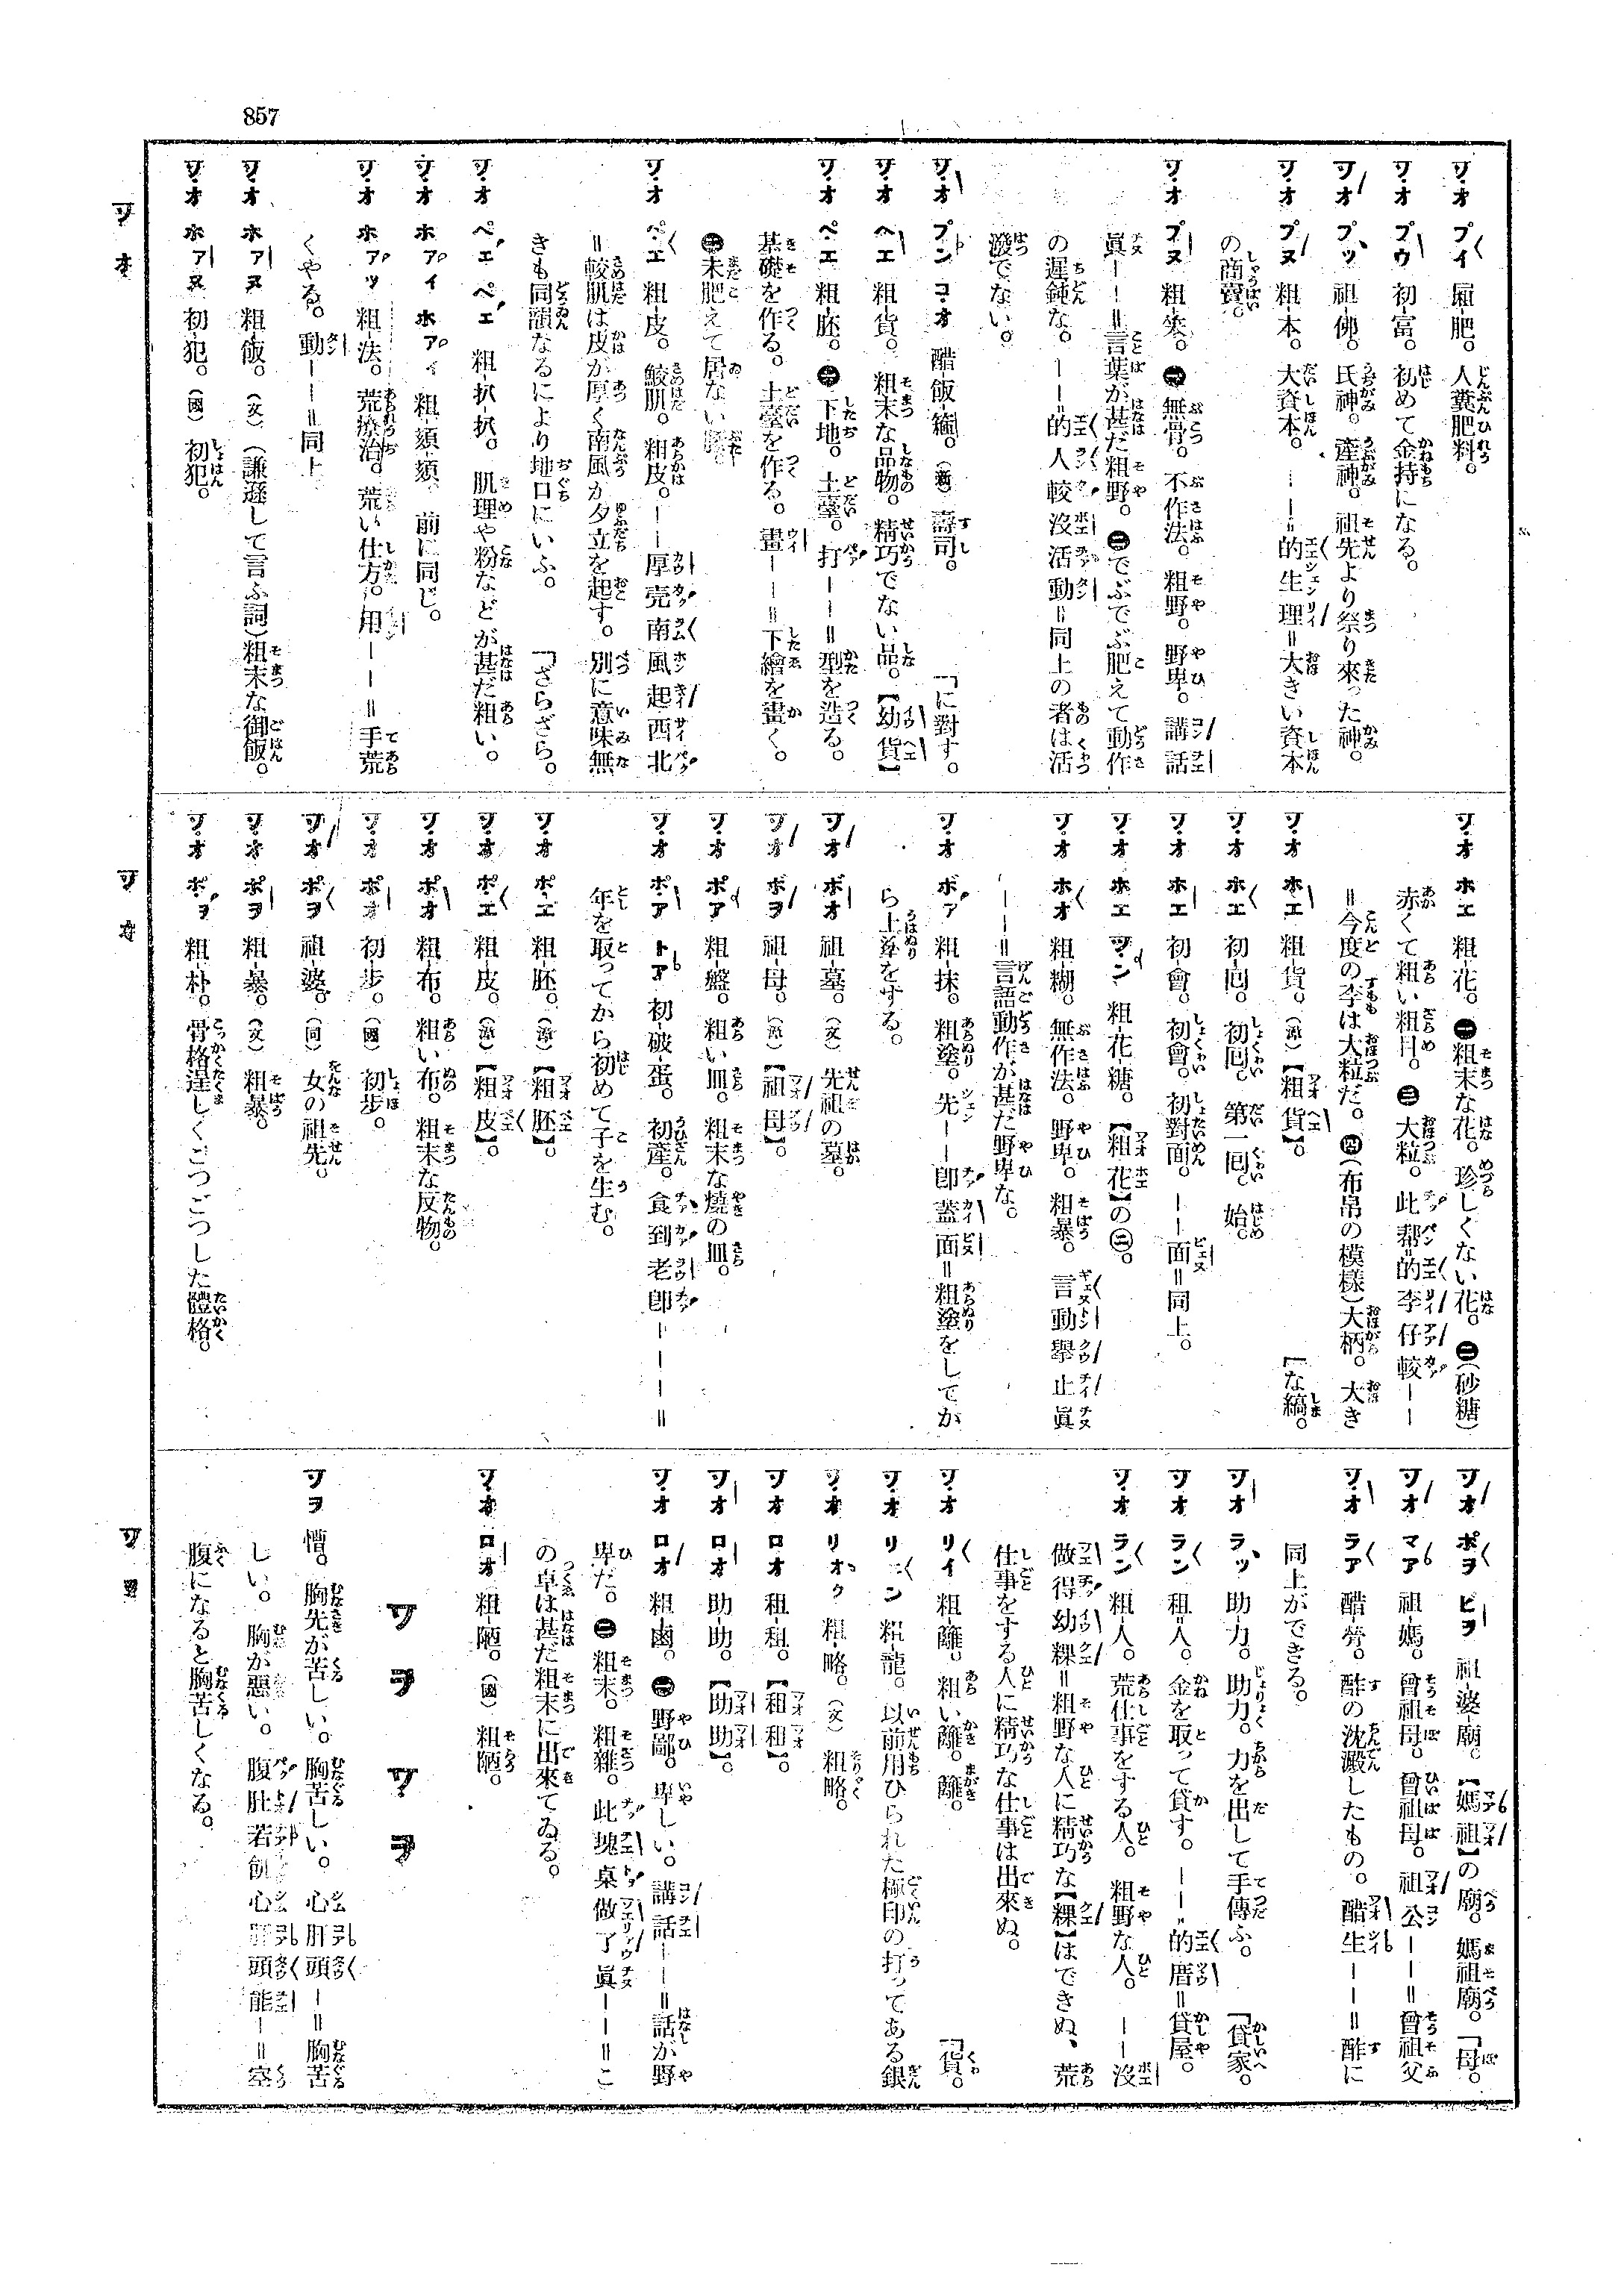 857
ツ・オ プイ 屎-肥。人糞肥料。
ツ・オ プウ 初-富。初めて金持になる。
ツオ プッ 祖-佛。氏神。產神。祖先より祭り來った神。
ツ・オ プヌ 粗-本。大資本。――的生理=大きい資本
の商賣。
ツ・オ プヌ 粗-笨。㊀無骨。不作法。粗野。野卑。講話
眞――=言葉が甚だ粗野。㊁でぶでぶ肥えて動作
の遲鈍な。――的人較沒活動=同上の者は活
潑でない。
ツ・オ プン コ・オ 醋-飯-　。(新)壽司。　「に對す。
ツ・オ ヘエ 粗-貨。粗末な品物。精巧でない品。【幼貨】
ツ・オ ペエ 粗-胚。㊀下地。土臺。打――=型を造る。
基礎を作る。土臺を作る。畫――=下繪を畫く。
㊁未肥えて居ない豚。
ツ・オ ペ・エ 粗-皮。鮫肌。粗皮。――厚壳南風起西北
=較肌は皮が厚く南風が夕立を起す。別に意味無
きも同韻なるにより地口にいふ。　「さらざら。
ツ・オ ペ・エ ペ・エ 粗-㧊-㧊。肌理や粉などが甚だ粗い。
ツ・オ ホアイ ホアイ 粗-　-　。前に同じ。
ツ・オ ホアッ 粗-法。荒療治。荒い仕方。用――=手荒
くやる。動――=同上
ツ・オ ホアヌ 粗-飯。(文)(謙遜して言ふ詞)粗末な御飯。
ツ・オ ホアヌ 初-犯。(國)初犯。
ツ・オ ホエ 粗-花。㊀粗末な花。珍しくない花。㊁(砂糖)
赤くて粗い粗目。㊂大粒。此幇的李仔較――
=今度の李は大粒だ。㊃(布帛の模樣)大柄。大き
ツ・オ ホエ 粗-貨。(漳)【粗貨】。　「な縞。
ツ・オ ホエ 初-囘。初囘。第一囘。始。
ツ・オ ホエ 初-會。初會。初對面。――面=同上。
ツ・オ ホエ ツン 粗-花-糖。【粗花】の㊁。
ツ・オ ホオ 粗-糊。無作法。野卑。粗暴。言動擧止眞
――=言語動作が甚だ野卑な。
ツ・オ ボア 粗-抹。粗塗。先――卽蓋面=粗塗をしてか
ら上塗をする。
ツ・オ ボオ 祖-墓。(文)先祖の墓。
ツ・オ ボヲ 祖-母。(漳)【祖母】。
ツ・オ ポア 粗-盤。粗い皿。粗末な燒の皿。
ツ・オ ポ・ア トア 初-破-蛋。初產。食到老卽――=
年を取ってから初めて子を生む。
ツ・オ ポ・エ 粗-胚。(漳)【粗胚】。
ツ・オ ポ・エ 粗-皮。(漳)【粗皮】。
ツ・オ ポオ 粗-布。粗い布。粗末な反物。
ツ・オ ポオ 初-步。(國)初步。
ツオ ポヲ 祖-婆。(同)女の祖先。
ツ・オ ポヲ 粗-暴。(文)粗暴。
ツ・オ ポ・ヲ 粗-朴。骨格逞しくごつごつした體格。
ツオ ポヲ ビヲ 祖-婆-廟。【媽祖】の廟。媽祖廟。「母。
ツオ マア 祖-媽。曾祖母。曾祖母。祖公――=曾祖父
ツ・オ ラア 醋-　。酢の沈澱したもの。醋生――=酢に
同上ができる。
ツオ ラッ 助-力。助力。力を出して手傳ふ。　「貸家。
ツ・オ ラン 租-人。金を取って貸す。――的厝=貸屋。
ツ・オ ラン 粗-人。荒仕事をする人。粗野な人。――沒
做得幼粿=粗野な人に精巧な【粿】はできぬ、荒
仕事をする人に精巧な仕事は出來ぬ。
ツ・オ リイ 粗-籬。粗い籬。籬。　「貨。
ツ・オ リエン 粗-龍。以前用ひられた極印の打ってある銀
ツ・オ リオク 粗-略。(文)粗略。
ツ・オ ロオ 租-租。【租租】。
ツ・オ ロオ 助-助。【助助】。
ツ・オ ロオ 粗-鹵。㊀野鄙。卑しい。講話――=話が野
卑だ。㊁粗末。粗雜。此塊桌做了眞――=こ
の卓は甚だ粗末に出來てゐる。
ツ・オ ロオ 粗-陋。(國)粗陋。
ツヲ ツヲ
ツヲ 懵。胸先が苦しい。胸苦しい。心肝頭―=胸苦
しい。胸が惡い。腹肚若　心肝頭能―=空
腹になると胸苦しくなる。
ツオ
ツオ
ツヲ